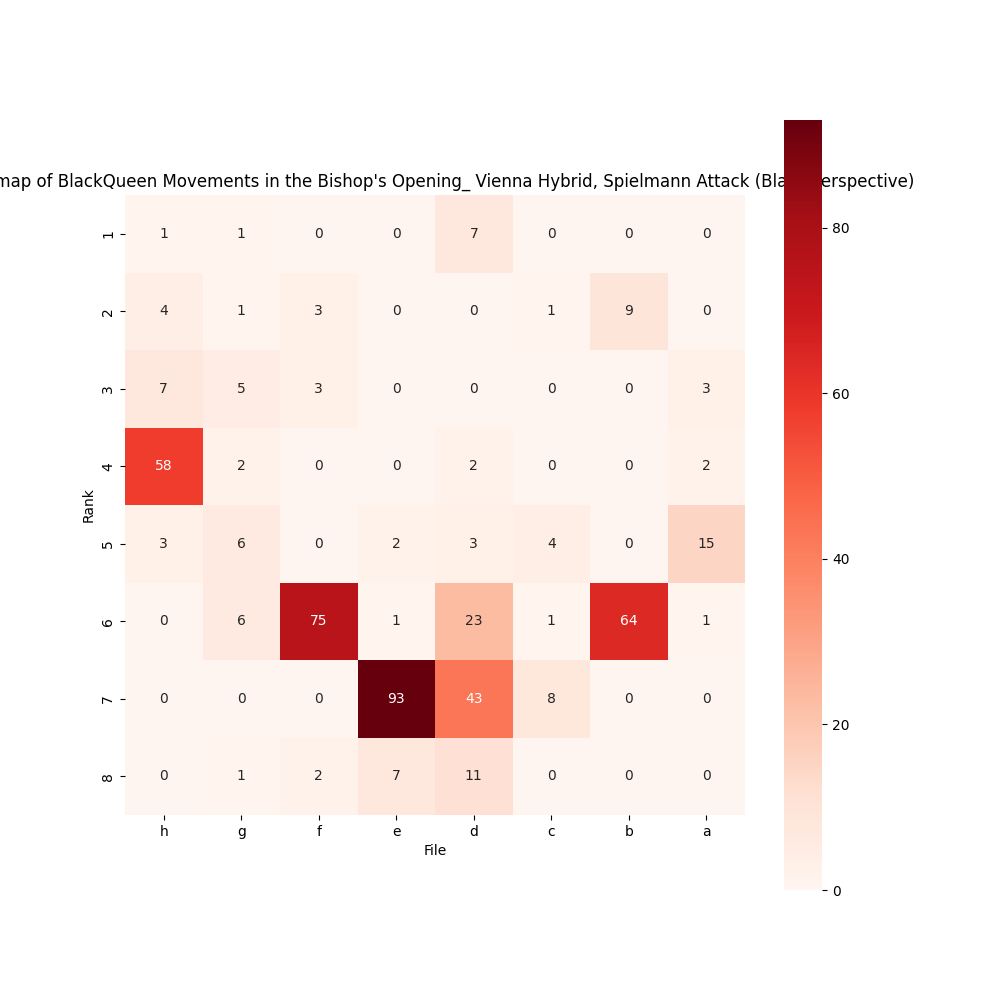 map of BlackQueen Movements in the Bishop's Opening_ Vienna Hybrid, Spielmann Attack (Bla erspective)
1 1 1 0 0 7 0 0 0
2 4 1 3 0 0 1 9 0
3 7 5 3 0 0 0 0 3
4 58 2 0 0 2 0 0 2
5 3 6 0 2 3 4 0 15
6 0 6 75 1 23 1 64 1
7 0 0 0 93 43 8 0 0
8 0 1 2 7 11 0 0 0
h g f e d c b a
File
Rank
80
60
40
20
0